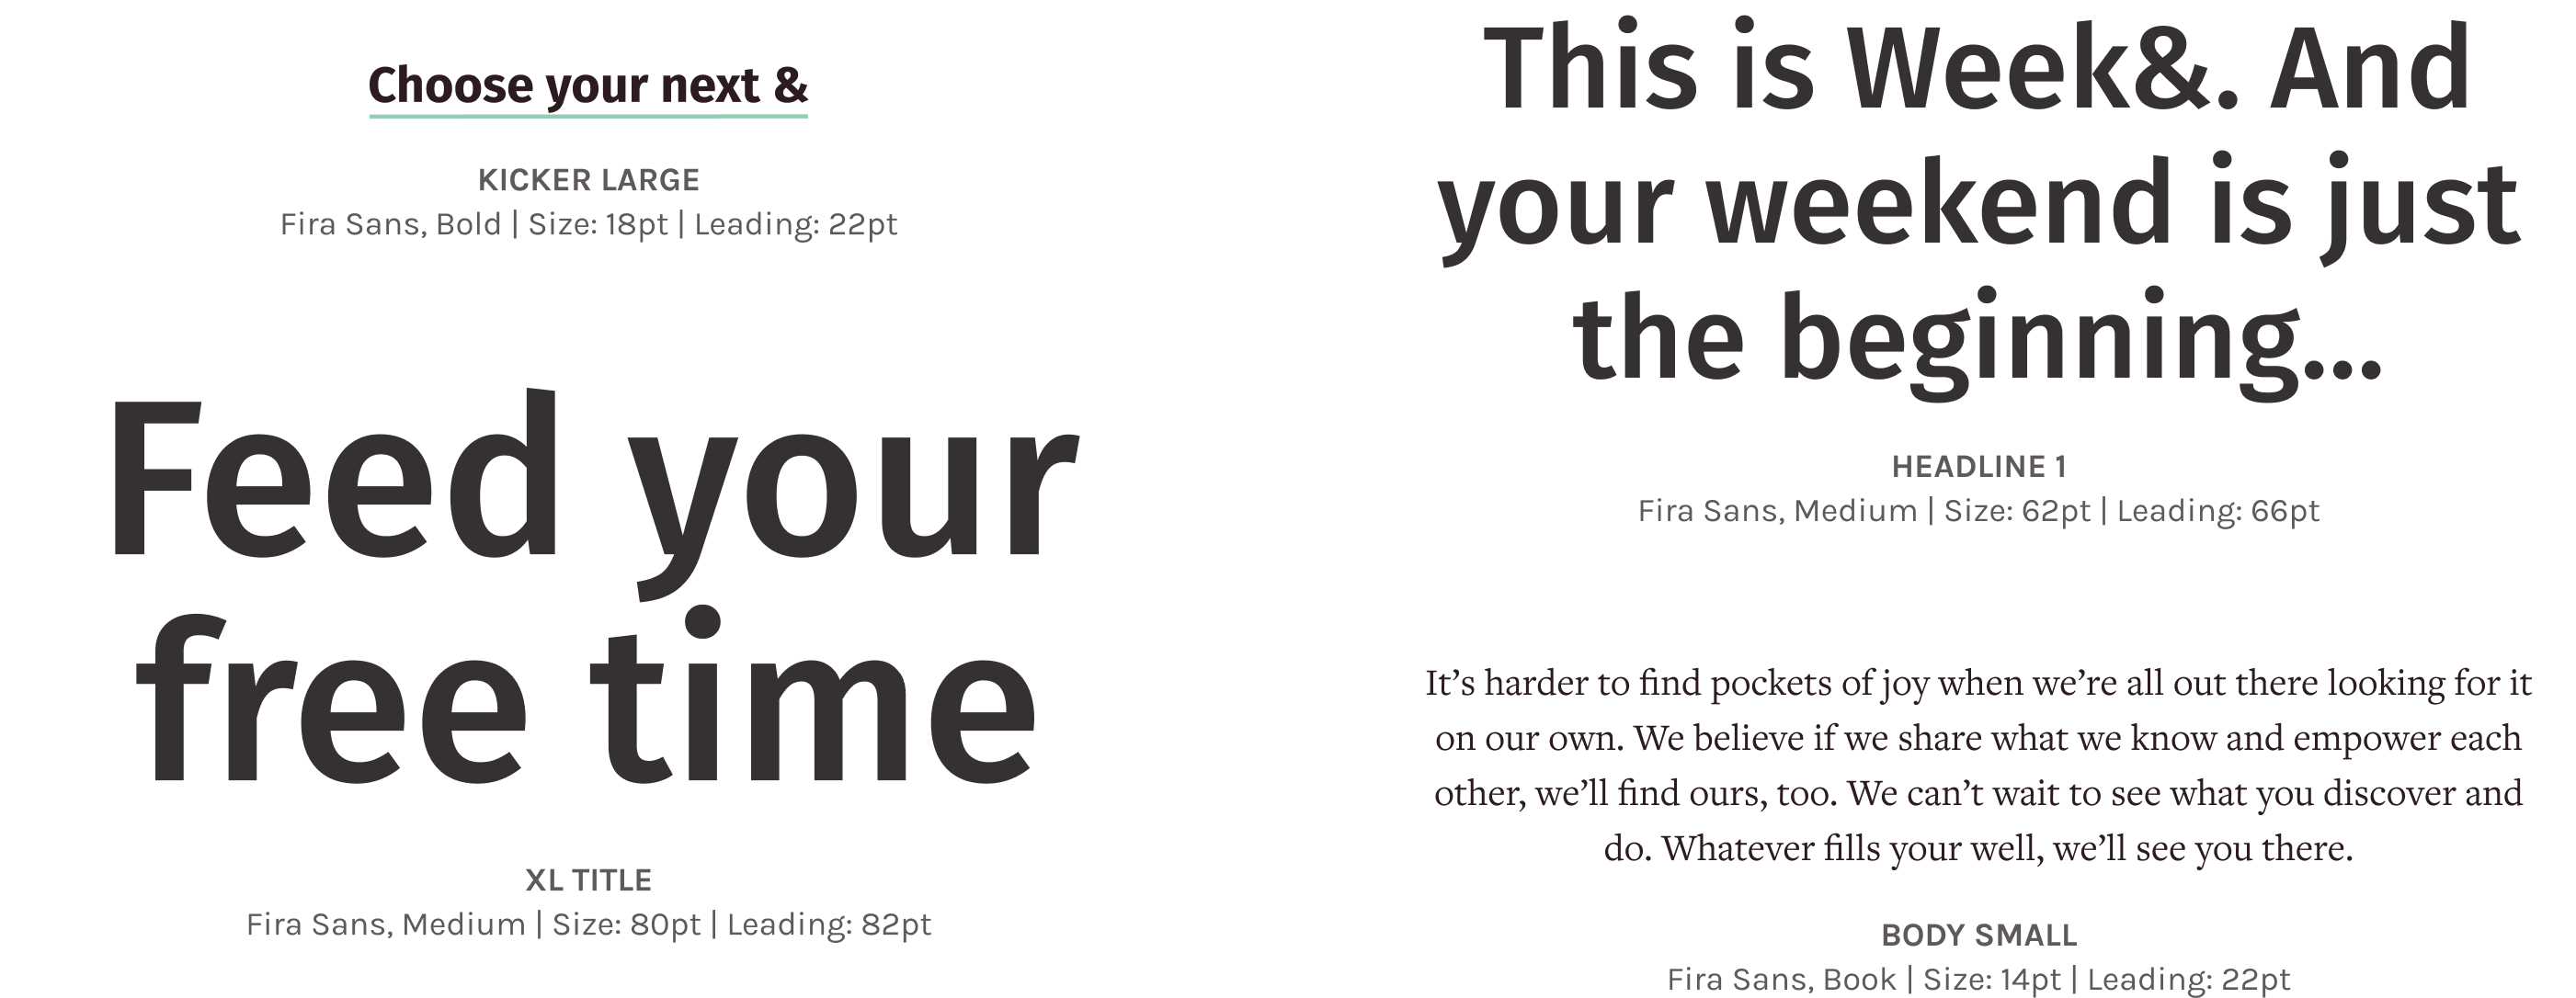 Choose your next &
KICKER LARGE
Fira Sans, Bold | Size: 18pt | Leading: 22pt
Feed your
free time
XL TITLE
Fira Sans, Medium | Size: 80pt | Leading: 82pt
This is Week&. And
your weekend is just
the beginning...
HEADLINE 1
Fira Sans, Medium | Size: 62pt | Leading: 66pt
It’s harder to find pockets of joy when we’re all out there looking for it
on our own. We believe if we share what we know and empower each
other, we’ll find ours, too. We can’t wait to see what you discover and
do. Whatever fills your well, we’ll see you there.
BODY SMALL
Fira Sans, Book | Size: 14pt | Leading: 22pt